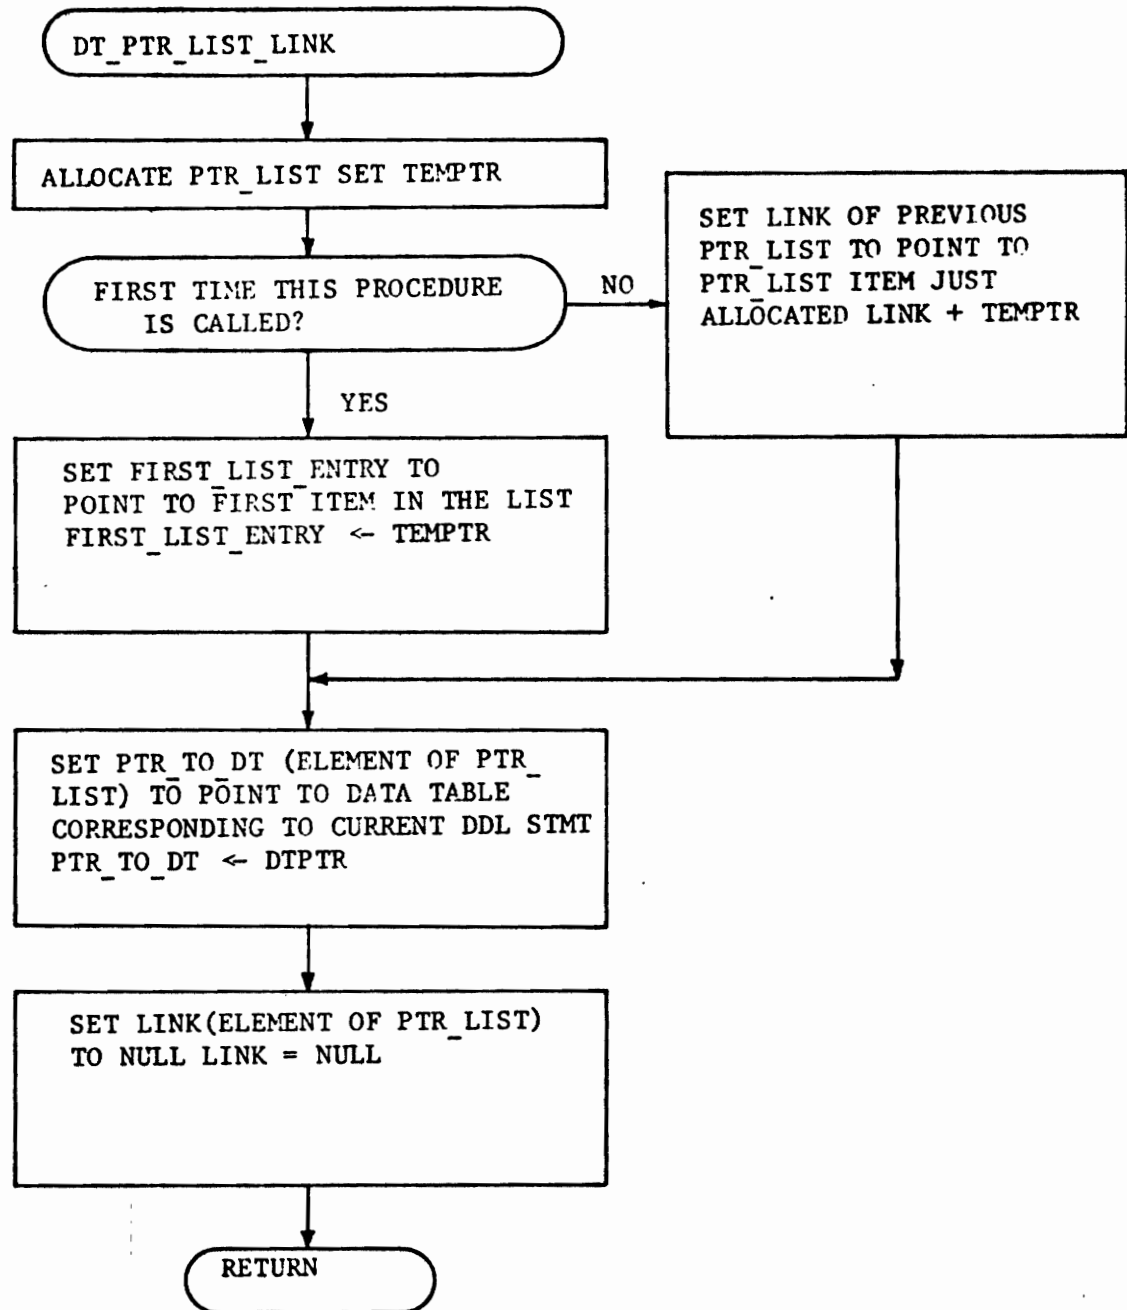 DT_PTR_LIST_LINK
ALLOCATE PTR_LIST SET TEMPTR
FIRST TIME THIS PROCEDURE
IS CALLED?
NO
SET LINK OF PREVIOUS
PTR_LIST TO POINT TO
PTR_LIST ITEM JUST
ALLOCATED LINK + TEMPTR
YES
SET FIRST_LIST_ENTRY TO
POINT TO FIRST ITEM IN THE LIST
FIRST_LIST_ENTRY <- TEMPTR
SET PTR_TO_DT (ELEMENT OF PTR_
LIST) TO POINT TO DATA TABLE
CORRESPONDING TO CURRENT DDL STMT
PTR_TO_DT <- DTPTR
SET LINK(ELEMENT OF PTR_LIST)
TO NULL LINK = NULL
RETURN